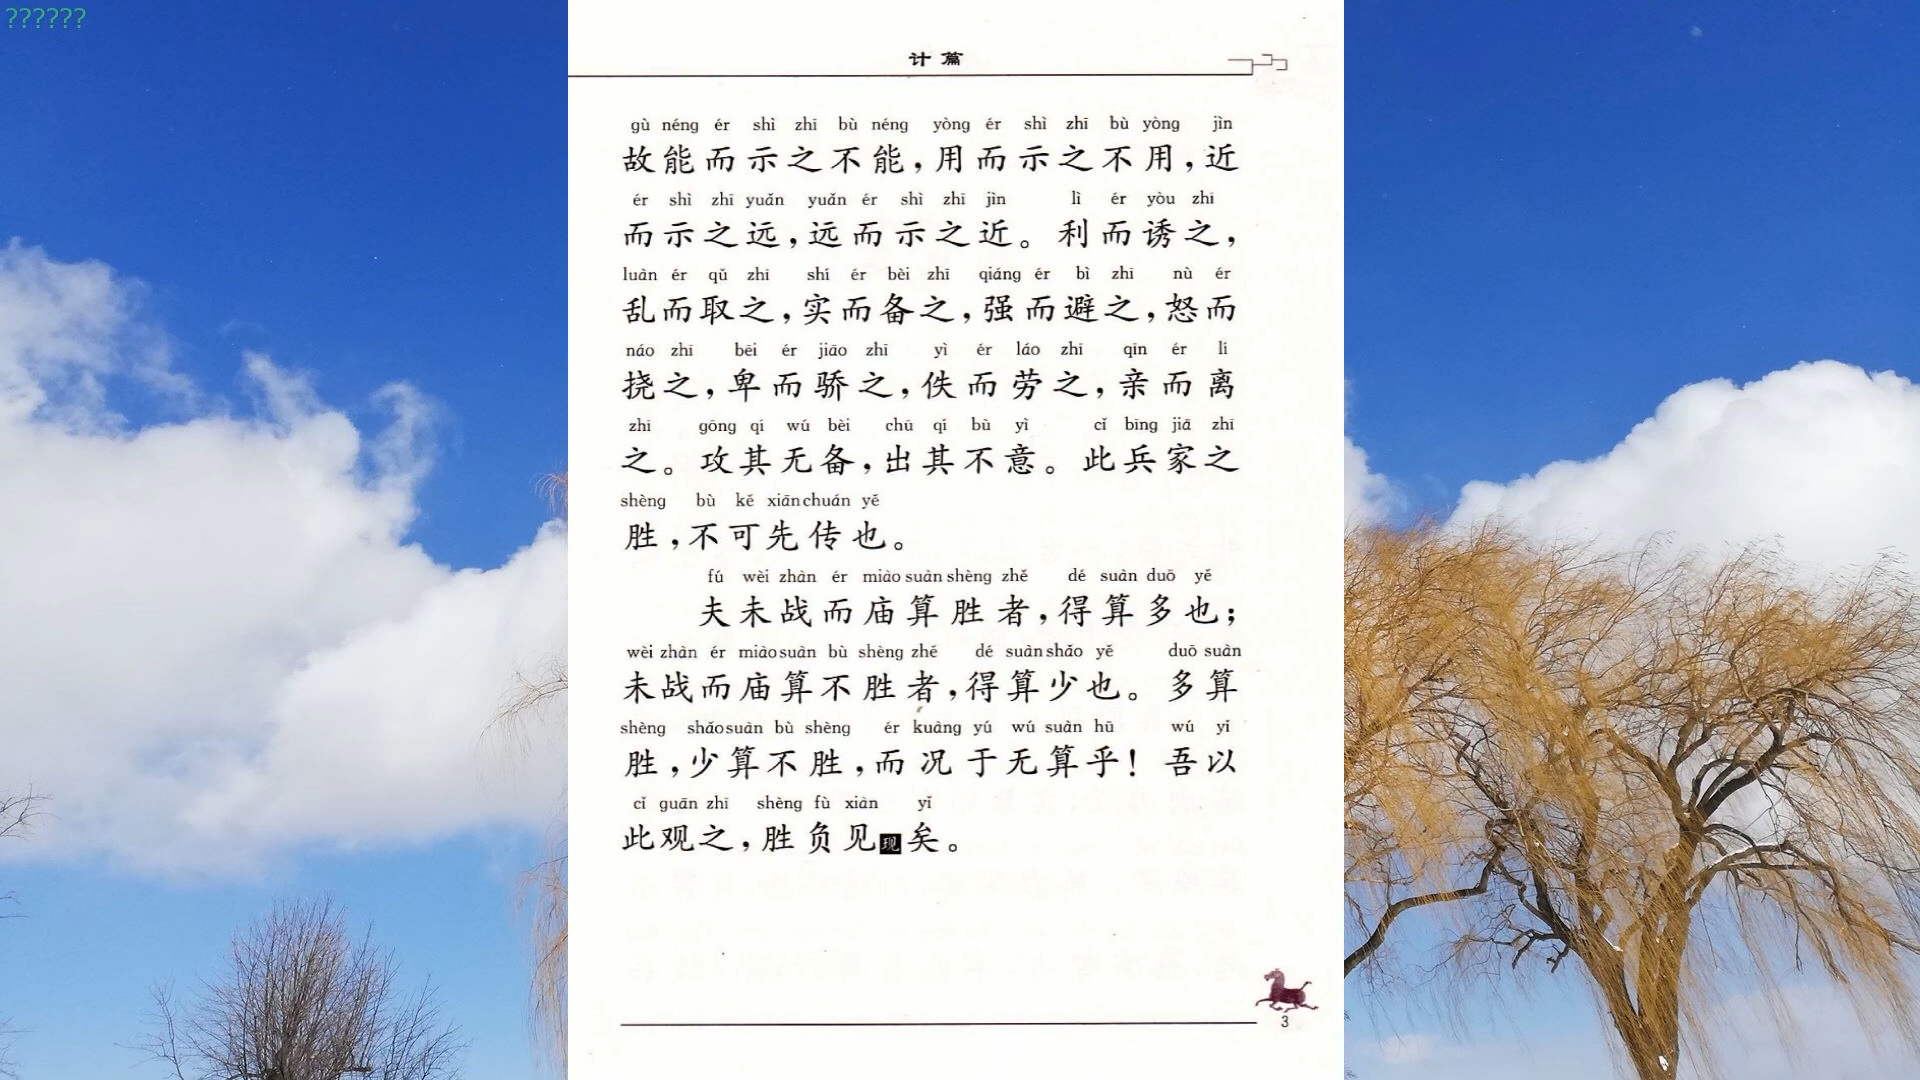 ??????
计篇
gù néng ér shì zhī bù néng yòng ér shì zhī bù yòng jìn
故能而示之不能，用而示之不用，近
ér shì zhī yuǎn yuǎn ér shì zhī jìn lì ér yòu zhī
而示之远，远而示之近。利而诱之，
luàn ér qǔ zhī shí ér bèi zhī qiáng ér bì zhī nù ér
乱而取之，实而备之，强而避之，怒而
náo zhī bēi ér jiāo zhī yì ér láo zhī qīn ér lí
挠之，卑而骄之，佚而劳之，亲而离
zhī gōng qí wú bèi chū qí bù yì cǐ bīng jiā zhī
之。攻其无备，出其不意。此兵家之
shèng bù kě xiān chuán yě
胜，不可先传也。
fú wèi zhàn ér miào suàn shèng zhě dé suàn duō yě
夫未战而庙算胜者，得算多也；
wèi zhàn ér miào suàn bù shèng zhě dé suàn shǎo yě duō suàn
未战而庙算不胜者，得算少也。多算
shèng shǎo suàn bù shèng ér kuàng yú wú suàn hū wú yǐ
胜，少算不胜，而况于无算乎！吾以
cǐ guān zhī shèng fù xiàn yǐ
此观之，胜负见现矣。
3